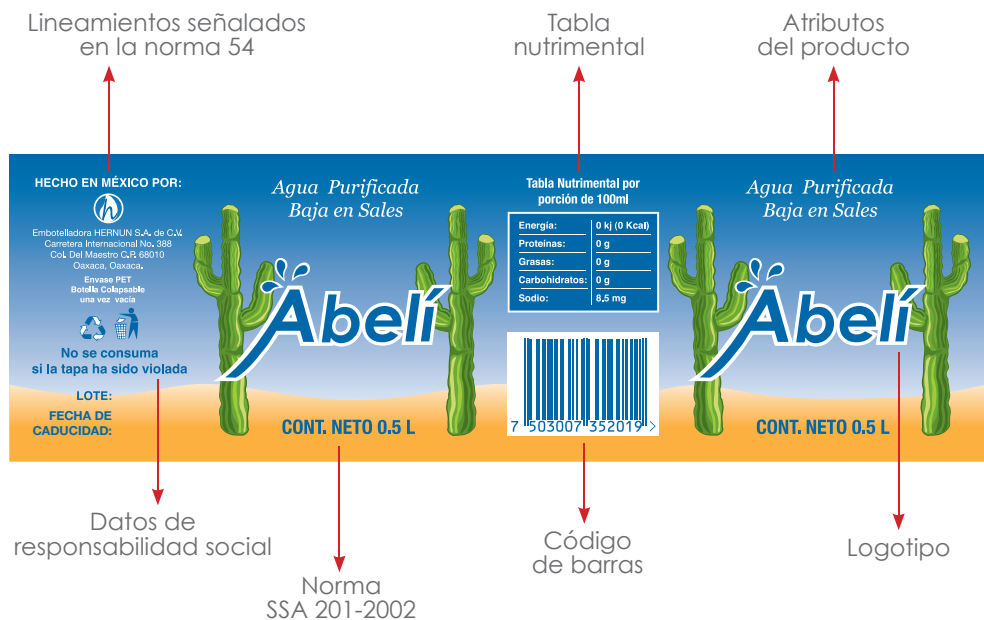 Lineamientos señalados
en la norma 54
Tabla
nutrimental
Atributos
del producto
HECHO EN MÉXICO POR:
h
Embotelladora HERNUN S.A. de C.V.
Carretera Internacional No. 388
Col. Del Maestro C.P. 68010
Oaxaca, Oaxaca.
Envase PET
Botella Colapsable
una vez vacía
No se consuma
si la tapa ha sido violada
LOTE:
FECHA DE
CADUCIDAD:
Agua Purificada
Baja en Sales
Abelí
CONT. NETO 0.5 L
Tabla Nutrimental por
porción de 100ml
Energía: 0 kj (0 Kcal)
Proteínas: 0 g
Grasas: 0 g
Carbohidratos: 0 g
Sodio: 8,5 mg
7 503007 352019 >
Agua Purificada
Baja en Sales
Abelí
CONT. NETO 0.5 L
Datos de
responsabilidad social
Norma
SSA 201-2002
Código
de barras
Logotipo